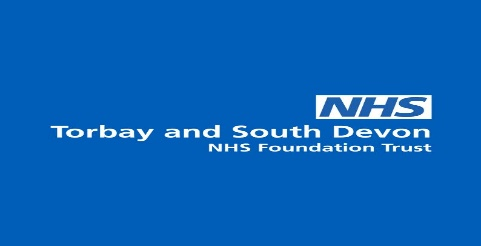 NHS
Torbay and South Devon
NHS Foundation Trust